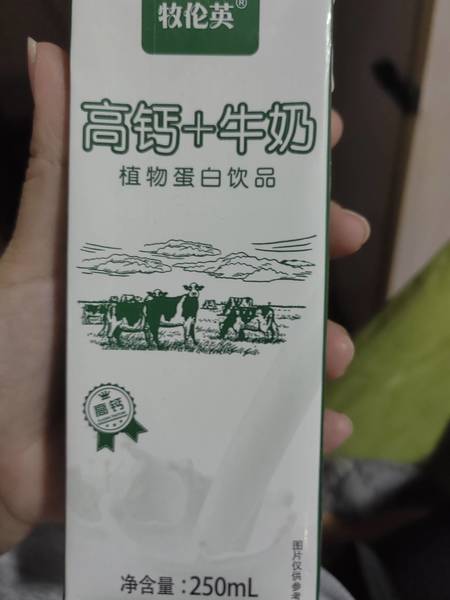 牧伦英®
高钙+牛奶
植物蛋白饮品
高钙
净含量：250mL
图片仅供参考